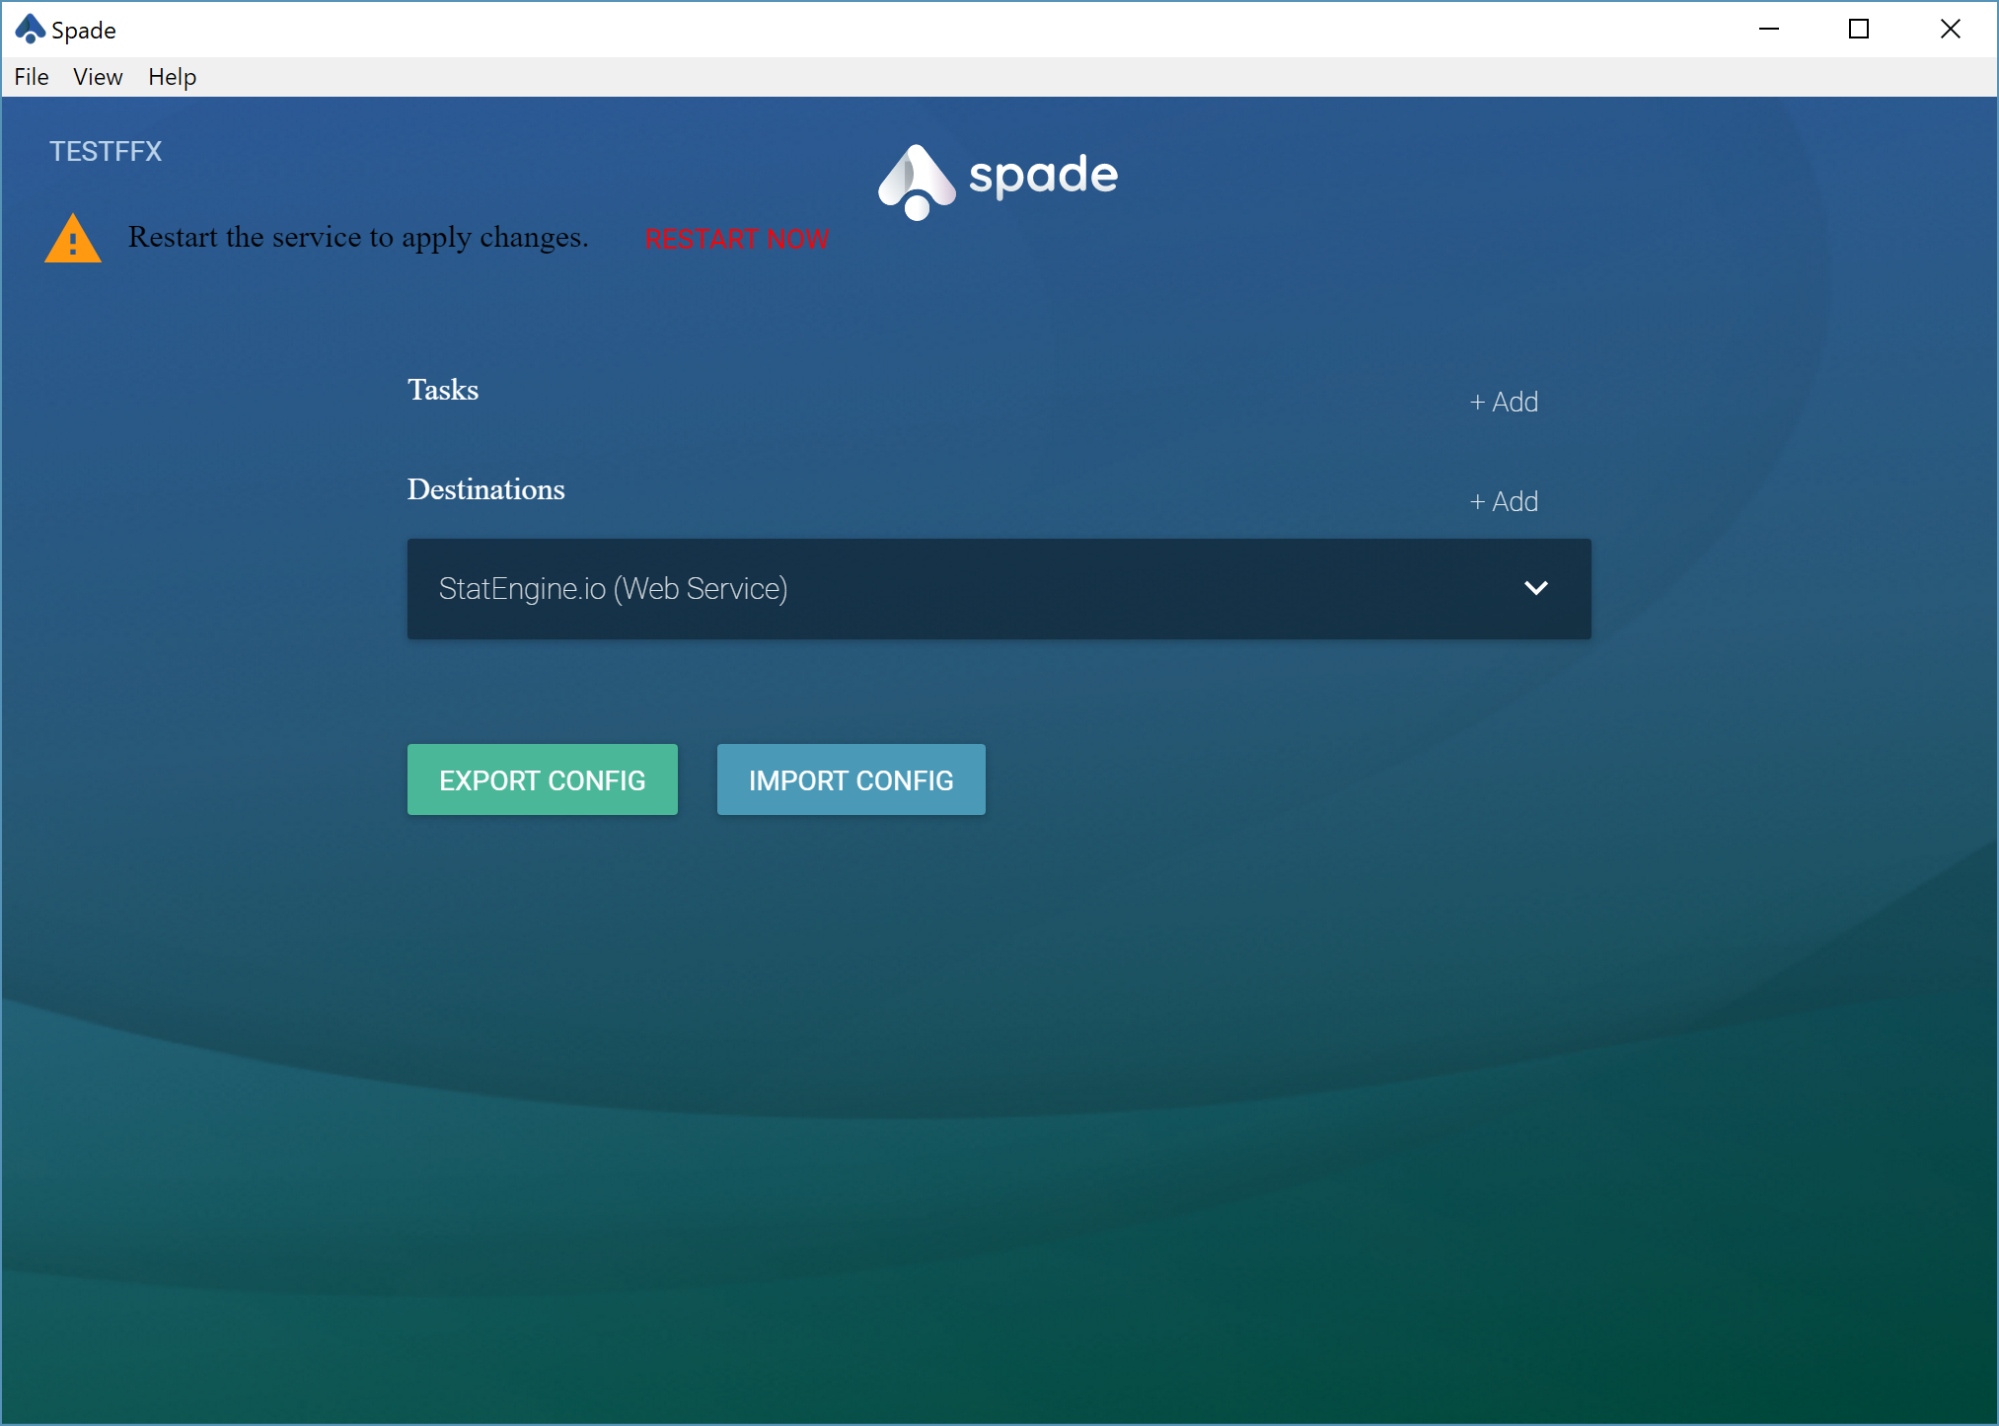 Spade
File View Help
TESTFFX
spade
Restart the service to apply changes. RESTART NOW
Tasks + Add
Destinations + Add
StatEngine.io (Web Service)
EXPORT CONFIG IMPORT CONFIG